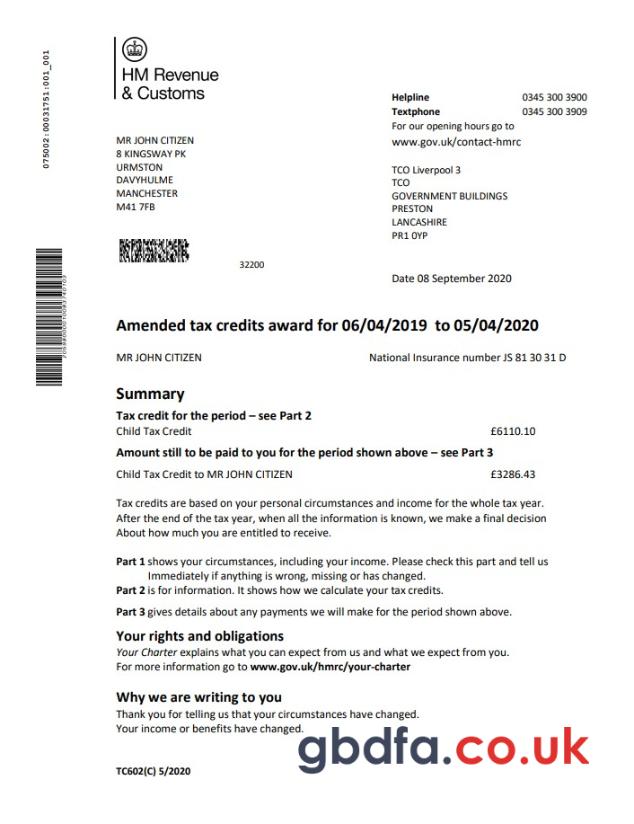 075002:00031751:001_001
HM Revenue
& Customs
Helpline 0345 300 3900
Textphone 0345 300 3909
For our opening hours go to
www.gov.uk/contact-hmrc
MR JOHN CITIZEN
8 KINGSWAY PK
URMSTON
DAVYHULME
MANCHESTER
M41 7FB
TCO Liverpool 3
TCO
GOVERNMENT BUILDINGS
PRESTON
LANCASHIRE
PR1 0YP
32200
Date 08 September 2020
Amended tax credits award for 06/04/2019 to 05/04/2020
MR JOHN CITIZEN National Insurance number JS 81 30 31 D
Summary
Tax credit for the period – see Part 2
Child Tax Credit £6110.10
Amount still to be paid to you for the period shown above – see Part 3
Child Tax Credit to MR JOHN CITIZEN £3286.43
Tax credits are based on your personal circumstances and income for the whole tax year.
After the end of the tax year, when all the information is known, we make a final decision
About how much you are entitled to receive.
Part 1 shows your circumstances, including your income. Please check this part and tell us
Immediately if anything is wrong, missing or has changed.
Part 2 is for information. It shows how we calculate your tax credits.
Part 3 gives details about any payments we will make for the period shown above.
Your rights and obligations
Your Charter explains what you can expect from us and what we expect from you.
For more information go to www.gov.uk/hmrc/your-charter
Why we are writing to you
Thank you for telling us that your circumstances have changed.
Your income or benefits have changed.
gbdfa.co.uk
TC602(C) 5/2020